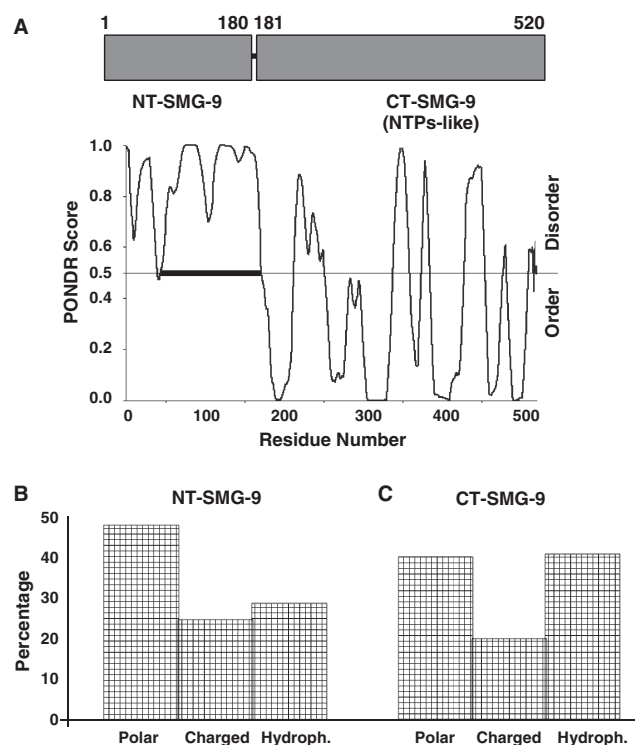 A
1 180 181 520
NT-SMG-9 CT-SMG-9
(NTPs-like)
PONDR Score
1.0
0.8
0.6
0.5
0.4
0.2
0.0
Disorder
Order
0 100 200 300 400 500
Residue Number
B NT-SMG-9
C CT-SMG-9
Percentage
50
40
30
20
10
0
Polar Charged Hydroph.
Polar Charged Hydroph.